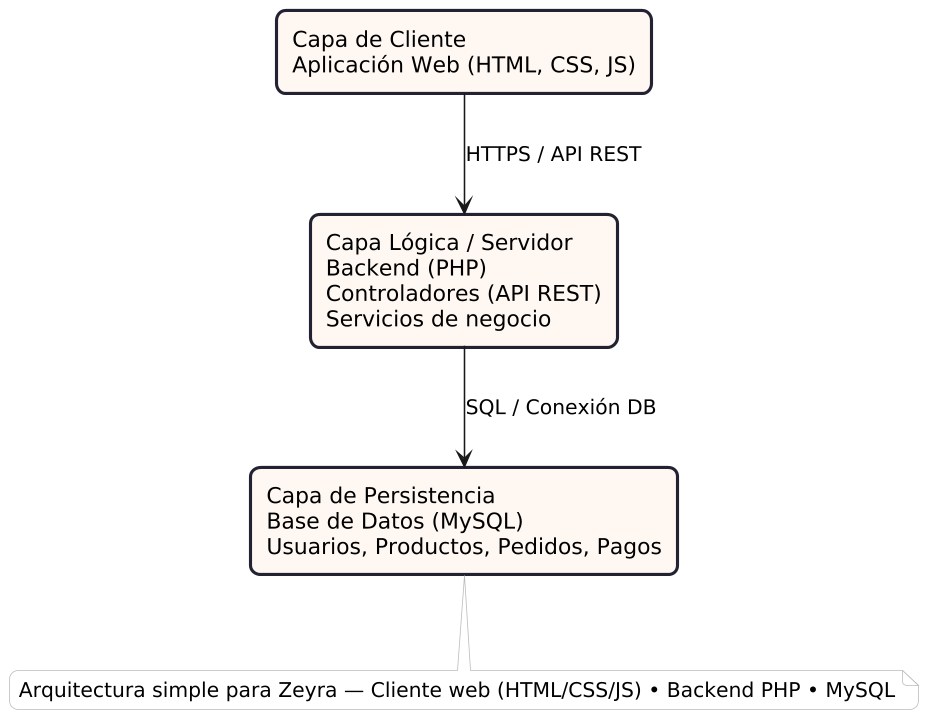 Capa de Cliente
Aplicación Web (HTML, CSS, JS)
HTTPS / API REST
Capa Lógica / Servidor
Backend (PHP)
Controladores (API REST)
Servicios de negocio
SQL / Conexión DB
Capa de Persistencia
Base de Datos (MySQL)
Usuarios, Productos, Pedidos, Pagos
Arquitectura simple para Zeyra — Cliente web (HTML/CSS/JS) • Backend PHP • MySQL